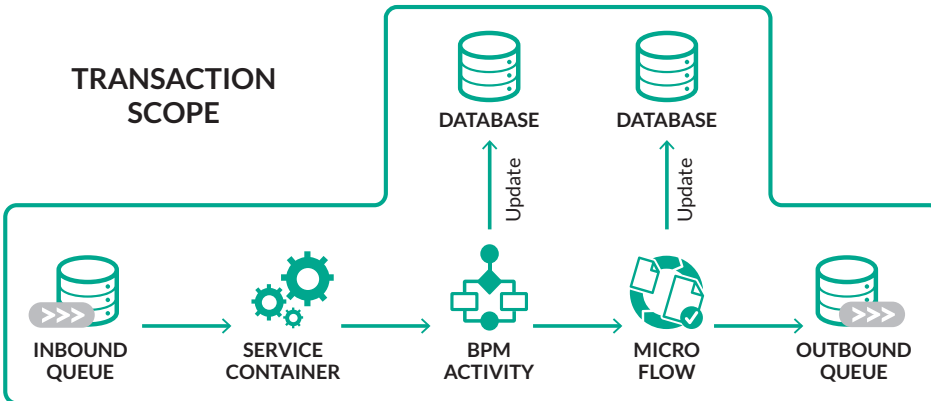 TRANSACTION
SCOPE
DATABASE
DATABASE
Update
Update
>>>
>>>
INBOUND
QUEUE
SERVICE
CONTAINER
BPM
ACTIVITY
MICRO
FLOW
OUTBOUND
QUEUE